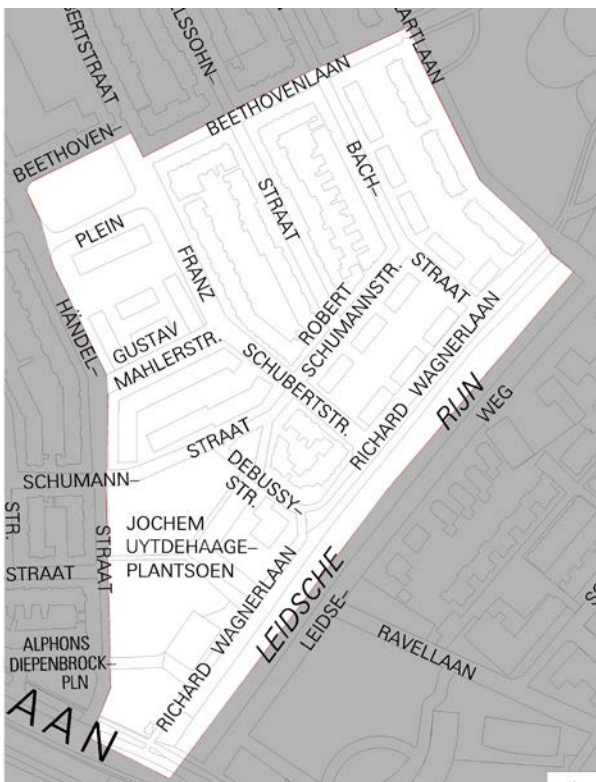 BERTSTRAAT
LSSOHN–
ARTLAAN
BEETHOVEN–
BEETHOVENLAAN
BACH–
PLEIN
STRAAT
FRANZ
STRAAT
HÄNDEL–
ROBERT
SCHUMANNSTR.
GUSTAV
MAHLERSTR.
SCHUBERTSTR.
RICHARD WAGNERLAAN
RIJN
WEG
STRAAT
SCHUMANN–
DEBUSSY–
STR.
STR.
STRAAT
STRAAT
JOCHEM
UYTDEHAAGE–
PLANTSOEN
RICHARD WAGNERLAAN
LEIDSCHE
LEIDSE–
RAVELLAAN
ALPHONS
DIEPENBROCK–
PLN
AAN